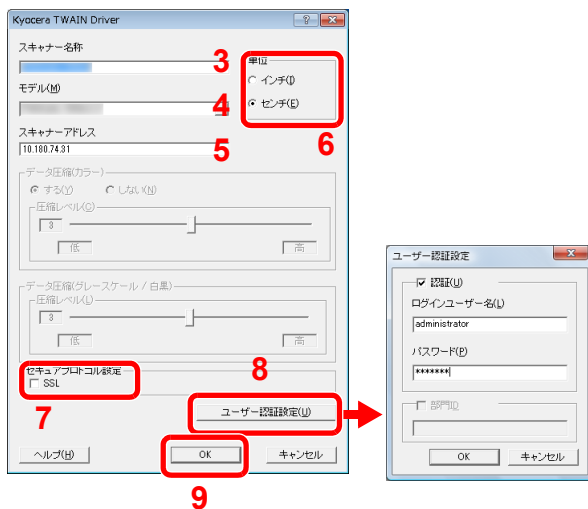 Kyocera TWAIN Driver
スキャナー名称
3
単位
インチ(I)
モデル(M)
4
センチ(E)
スキャナーアドレス
5
6
10.180.74.31
データ圧縮(カラー)
する(Y) しない(N)
圧縮レベル(C)
3
低 高
データ圧縮(グレースケール / 白黒)
圧縮レベル(L)
3
低 高
セキュアプロトコル設定
8
SSL
7
ユーザー認証設定(U)
ヘルプ(H) OK キャンセル
9
ユーザー認証設定
認証(U)
ログインユーザー名(L)
administrator
パスワード(P)
*******
部門ID
OK キャンセル